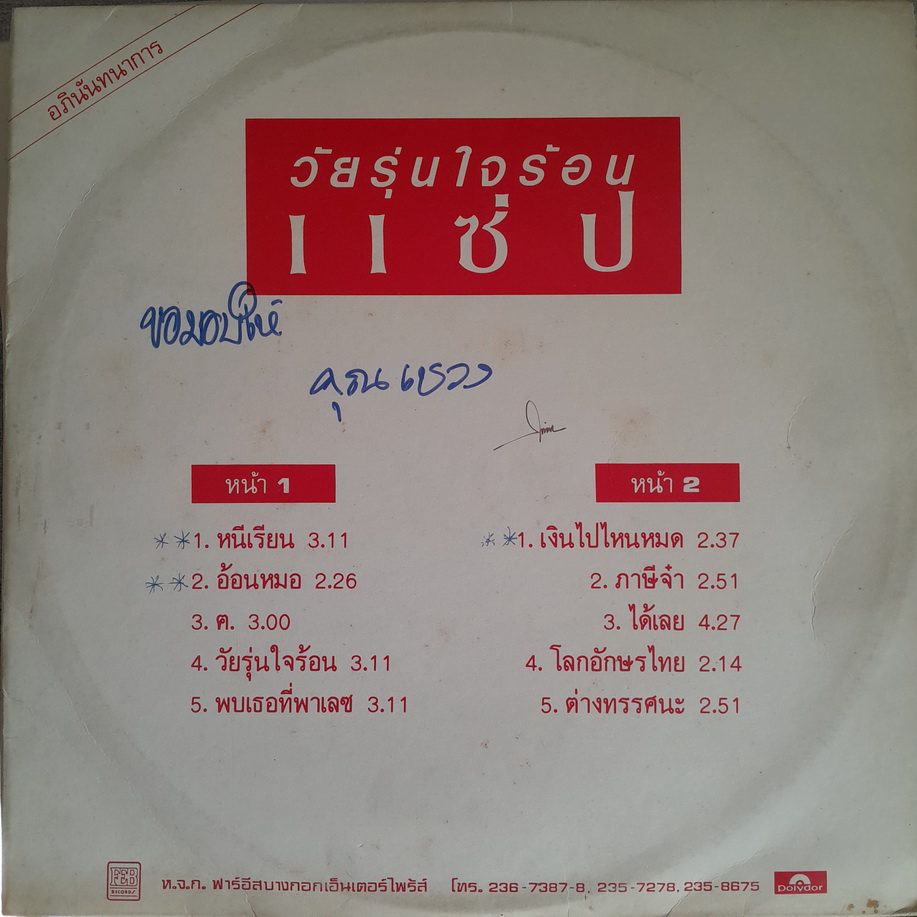 อภินันทนาการ
วัยรุ่นใจร้อน
แซ่ป
ขอมอบให้
คุณ
หน้า 1
**1. หนีเรียน 3.11
**2. อ้อนหมอ 2.26
3. ค. 3.00
4. วัยรุ่นใจร้อน 3.11
5. พบเธอที่พาเลซ 3.11
หน้า 2
**1. เงินไปไหนหมด 2.37
2. ภาษีจ๋า 2.51
3. ได้เลย 4.27
4. โลกอักษรไทย 2.14
5. ต่างทรรศนะ 2.51
FEB
RECORDS
ห.จ.ก. ฟาร์อีสบางกอกเอ็นเตอร์ไพร้ส์ โทร. 236-7387-8, 235-7278, 235-8675
Polydor